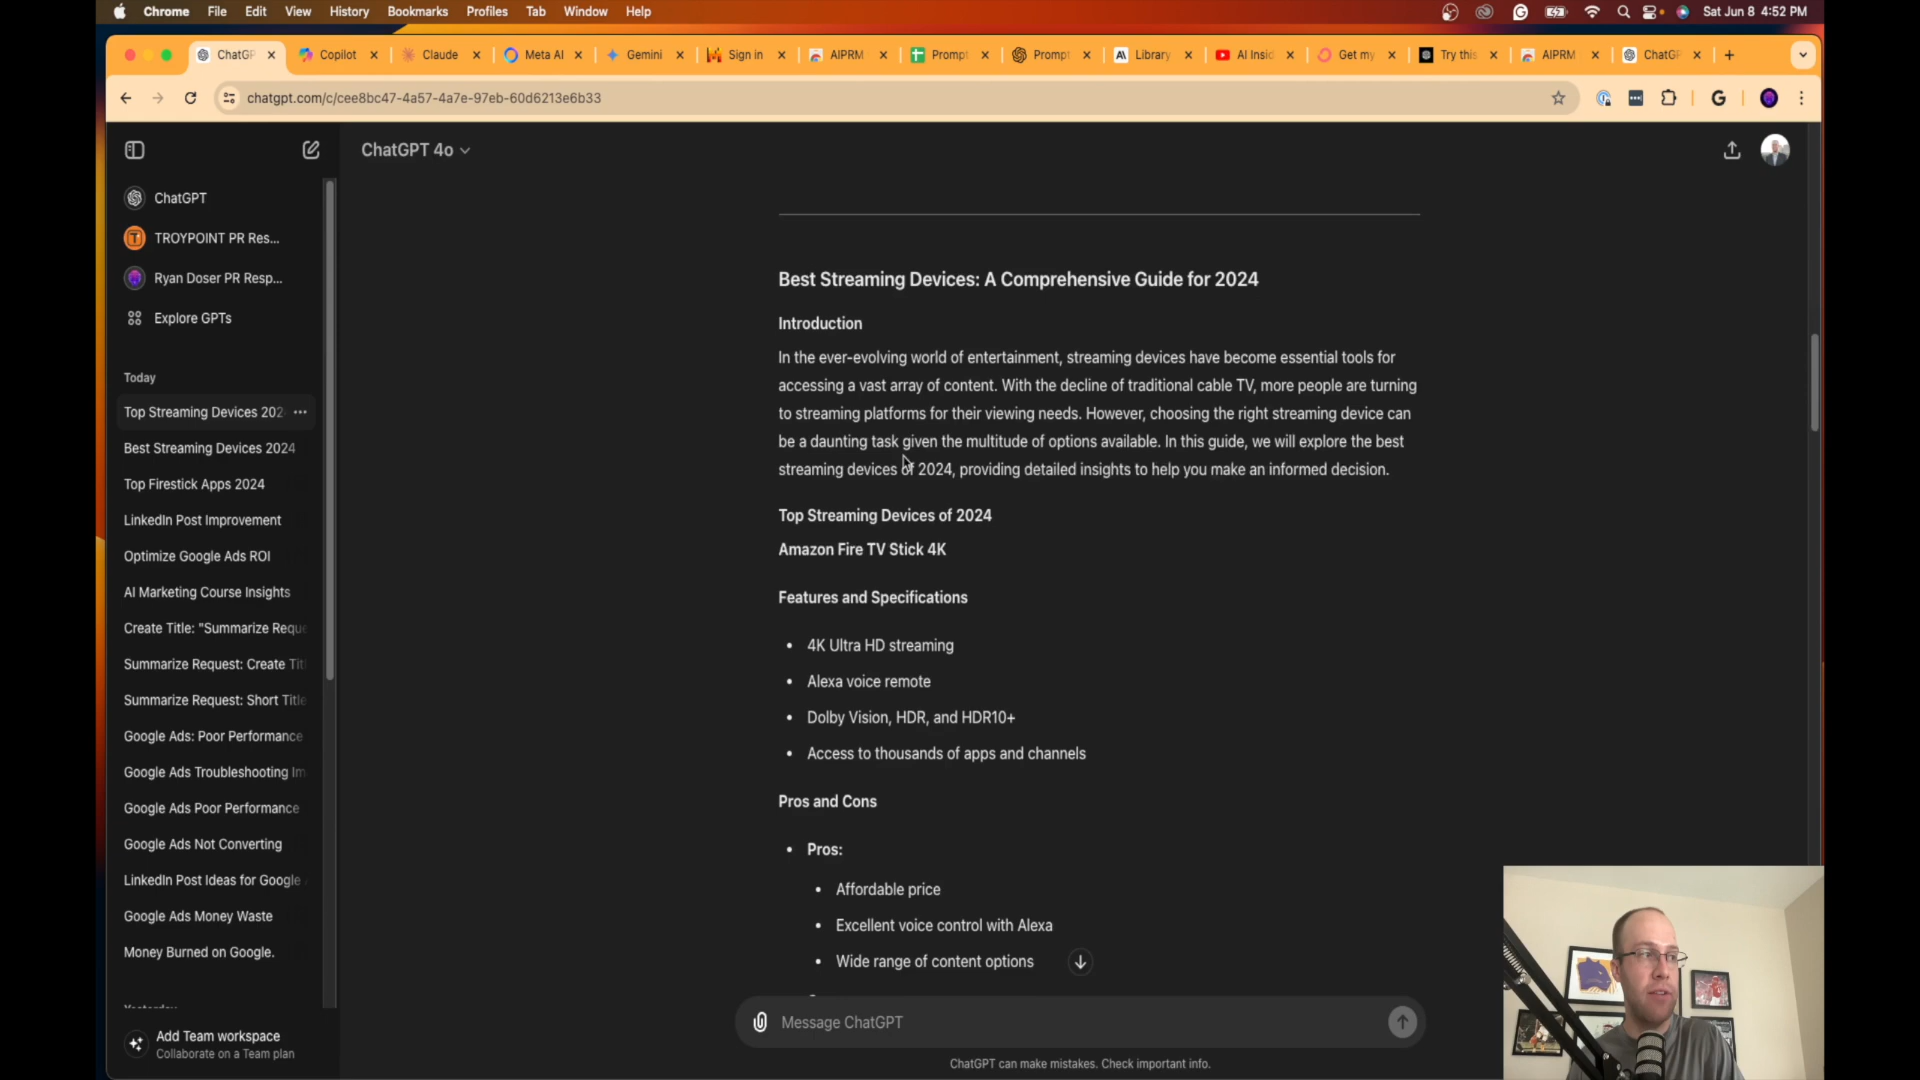 Chrome File Edit View History Bookmarks Profiles Tab Window Help Sat Jun 8 4:52 PM
ChatGP Copilot Claude Meta AI Gemini Sign in AIPRM Prompt Prompt Library AI Insid Get my Try this AIPRM ChatGP
chatgpt.com/c/cee8bc47-4a57-4a7e-97eb-60d6213e6b33
ChatGPT 4o
ChatGPT
TROYPOINT PR Res...
Ryan Doser PR Resp...
Explore GPTs
Today
Top Streaming Devices 202
Best Streaming Devices 2024
Top Firestick Apps 2024
LinkedIn Post Improvement
Optimize Google Ads ROI
AI Marketing Course Insights
Create Title: "Summarize Reque
Summarize Request: Create Tit
Summarize Request: Short Title
Google Ads: Poor Performance
Google Ads Troubleshooting Im
Google Ads Poor Performance
Google Ads Not Converting
LinkedIn Post Ideas for Google
Google Ads Money Waste
Money Burned on Google.
Yesterday
Add Team workspace
Collaborate on a Team plan
Best Streaming Devices: A Comprehensive Guide for 2024
Introduction
In the ever-evolving world of entertainment, streaming devices have become essential tools for
accessing a vast array of content. With the decline of traditional cable TV, more people are turning
to streaming platforms for their viewing needs. However, choosing the right streaming device can
be a daunting task given the multitude of options available. In this guide, we will explore the best
streaming devices of 2024, providing detailed insights to help you make an informed decision.
Top Streaming Devices of 2024
Amazon Fire TV Stick 4K
Features and Specifications
• 4K Ultra HD streaming
• Alexa voice remote
• Dolby Vision, HDR, and HDR10+
• Access to thousands of apps and channels
Pros and Cons
• Pros:
• Affordable price
• Excellent voice control with Alexa
• Wide range of content options
Message ChatGPT
ChatGPT can make mistakes. Check important info.